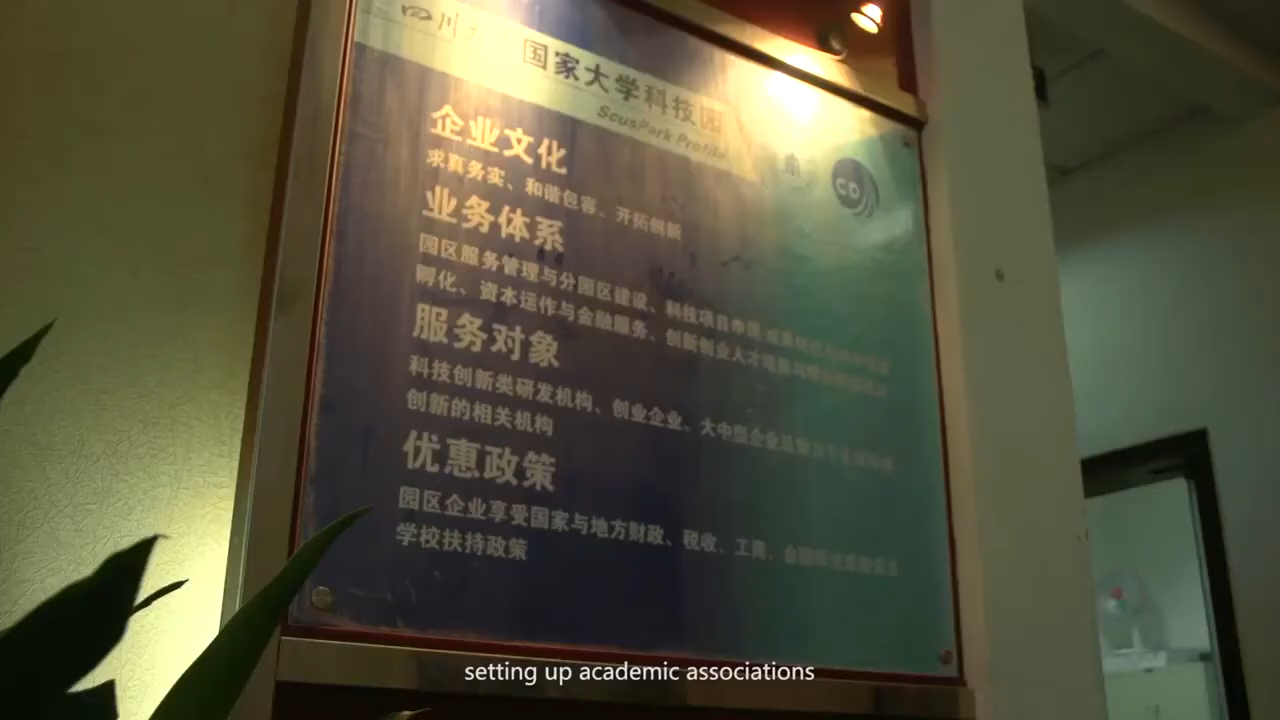 四川
国家大学科技园
ScusPark Profile
企业文化
求真务实、和谐包容、开拓创新
业务体系
园区服务管理与分园区建设、科技项目申报
孵化、资本运作与金融服务、创新创业人才培养
服务对象
科技创新类研发机构、创业企业、大中型企业
创新的相关机构
优惠政策
园区企业享受国家与地方财政、税收、工商、
学校扶持政策
CD
setting up academic associations